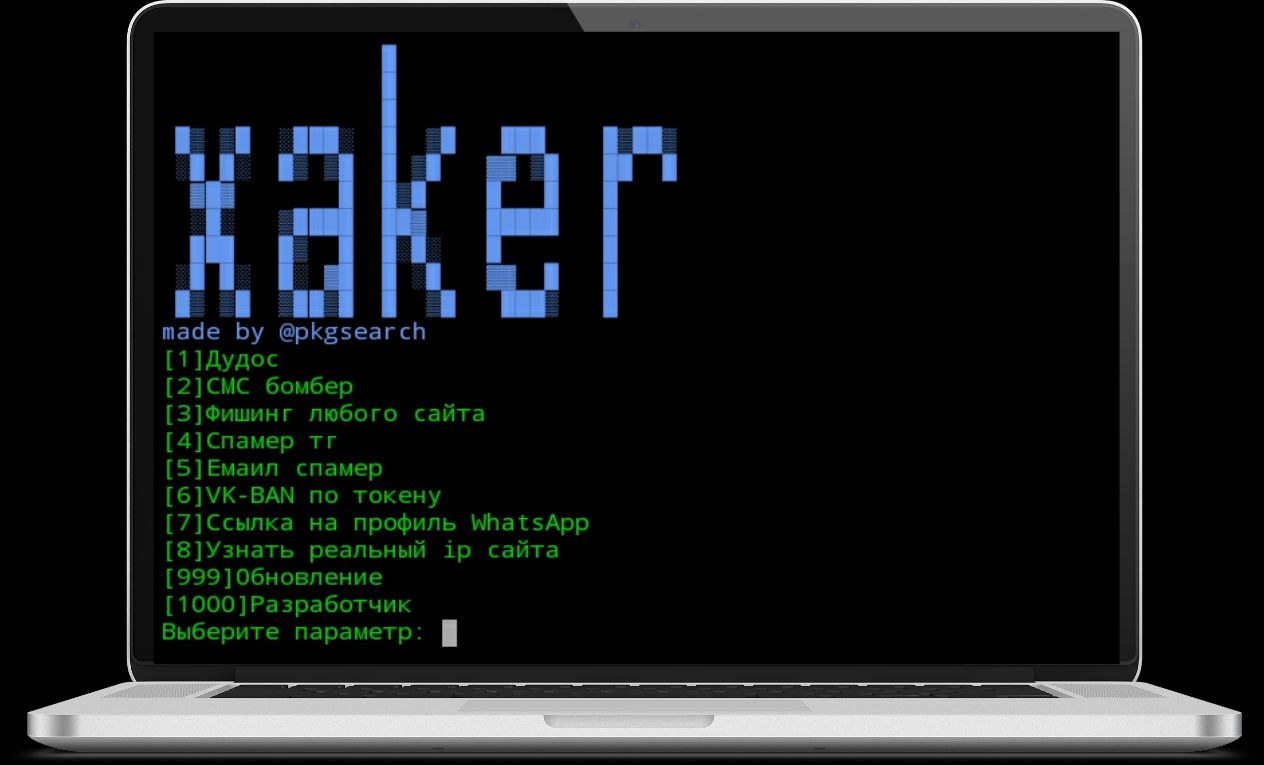 xaker
made by @pkgsearch
[1]Дудос
[2]СМС бомбер
[3]Фишинг любого сайта
[4]Спамер тг
[5]Емаил спамер
[6]VK-BAN по токену
[7]Ссылка на профиль WhatsApp
[8]Узнать реальный ip сайта
[999]Обновление
[1000]Разработчик
Выберите параметр: